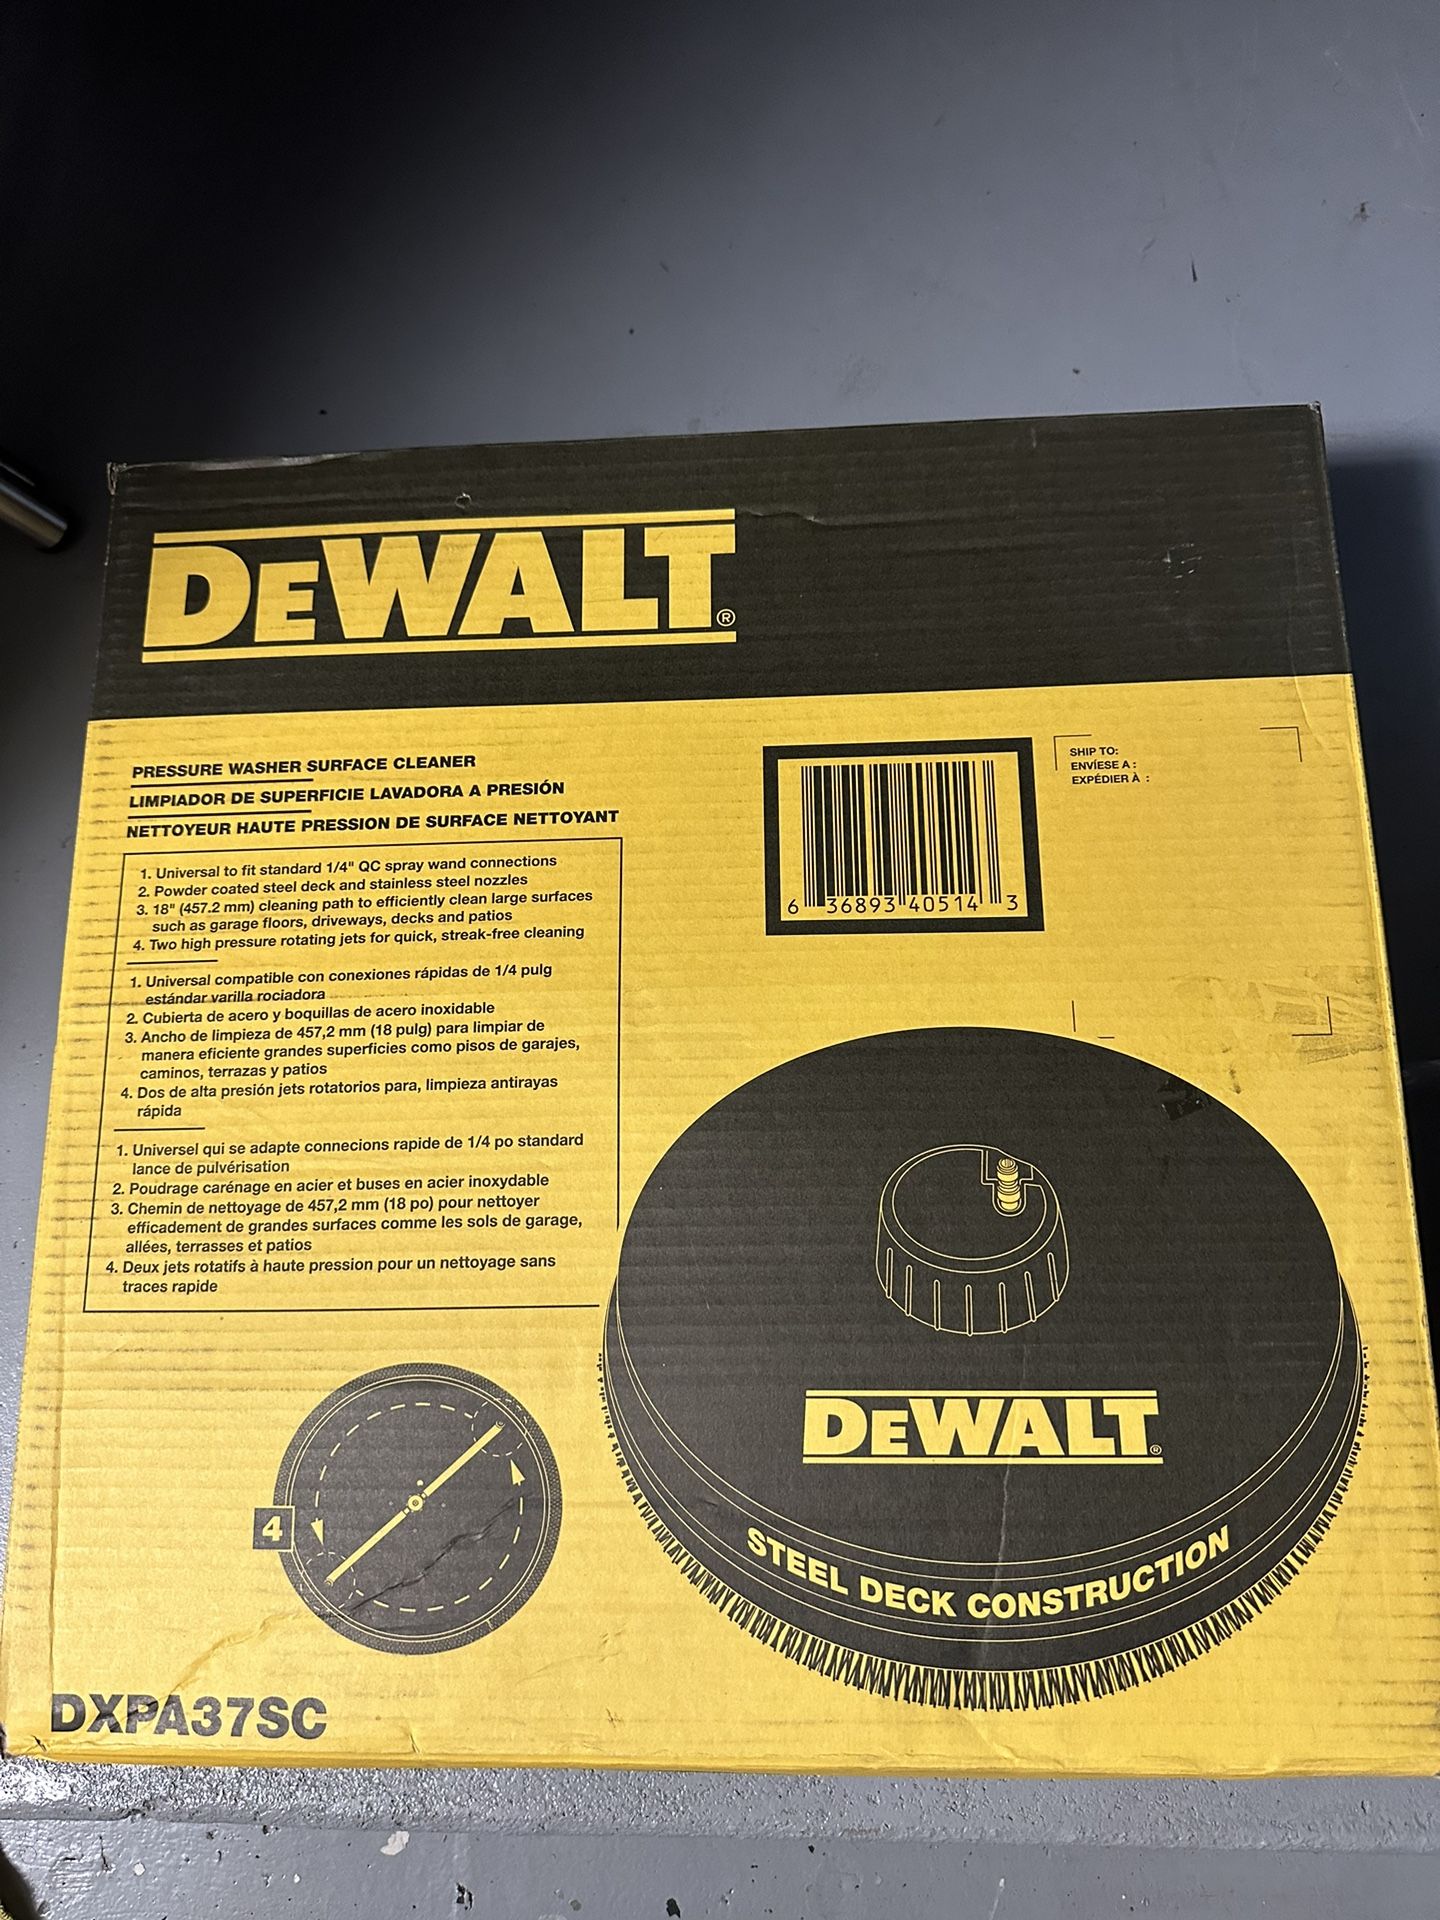 DEWALT®
PRESSURE WASHER SURFACE CLEANER
LIMPIADOR DE SUPERFICIE LAVADORA A PRESIÓN
NETTOYEUR HAUTE PRESSION DE SURFACE NETTOYANT
1. Universal to fit standard 1/4" QC spray wand connections
2. Powder coated steel deck and stainless steel nozzles
3. 18" (457.2 mm) cleaning path to efficiently clean large surfaces
such as garage floors, driveways, decks and patios
4. Two high pressure rotating jets for quick, streak-free cleaning
1. Universal compatible con conexiones rápidas de 1/4 pulg
estándar varilla rociadora
2. Cubierta de acero y boquillas de acero inoxidable
3. Ancho de limpieza de 457,2 mm (18 pulg) para limpiar de
manera eficiente grandes superficies como pisos de garajes,
caminos, terrazas y patios
4. Dos de alta presión jets rotatorios para, limpieza antirayas
rápida
1. Universel qui se adapte connecions rapide de 1/4 po standard
lance de pulvérisation
2. Poudrage carénage en acier et buses en acier inoxydable
3. Chemin de nettoyage de 457,2 mm (18 po) pour nettoyer
efficadement de grandes surfaces comme les sols de garage,
allées, terrasses et patios
4. Deux jets rotatifs à haute pression pour un nettoyage sans
traces rapide
6 36893 40514 3
SHIP TO:
ENVÍESE A :
EXPÉDIER À :
DEWALT®
STEEL DECK CONSTRUCTION
4
DXPA37SC